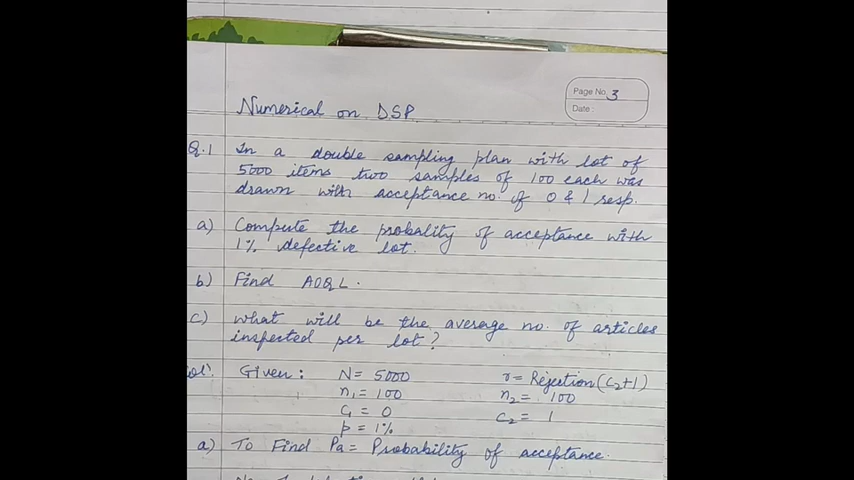 Page No. 3
Date:
Numerical on DSP
Q.1 In a double sampling plan with lot of
5000 items two samples of 100 each was
drawn with acceptance no. of 0 & 1 resp.
a) Compute the probality of acceptance with
1% defective lot.
b) Find AOQL.
c) What will be the average no. of articles
inspected per lot?
Sol. Given: N = 5000 r = Rejection (C2+1)
n1 = 100 n2 = 100
C1 = 0 C2 = 1
p = 1%
a) To Find Pa = Probability of acceptance.